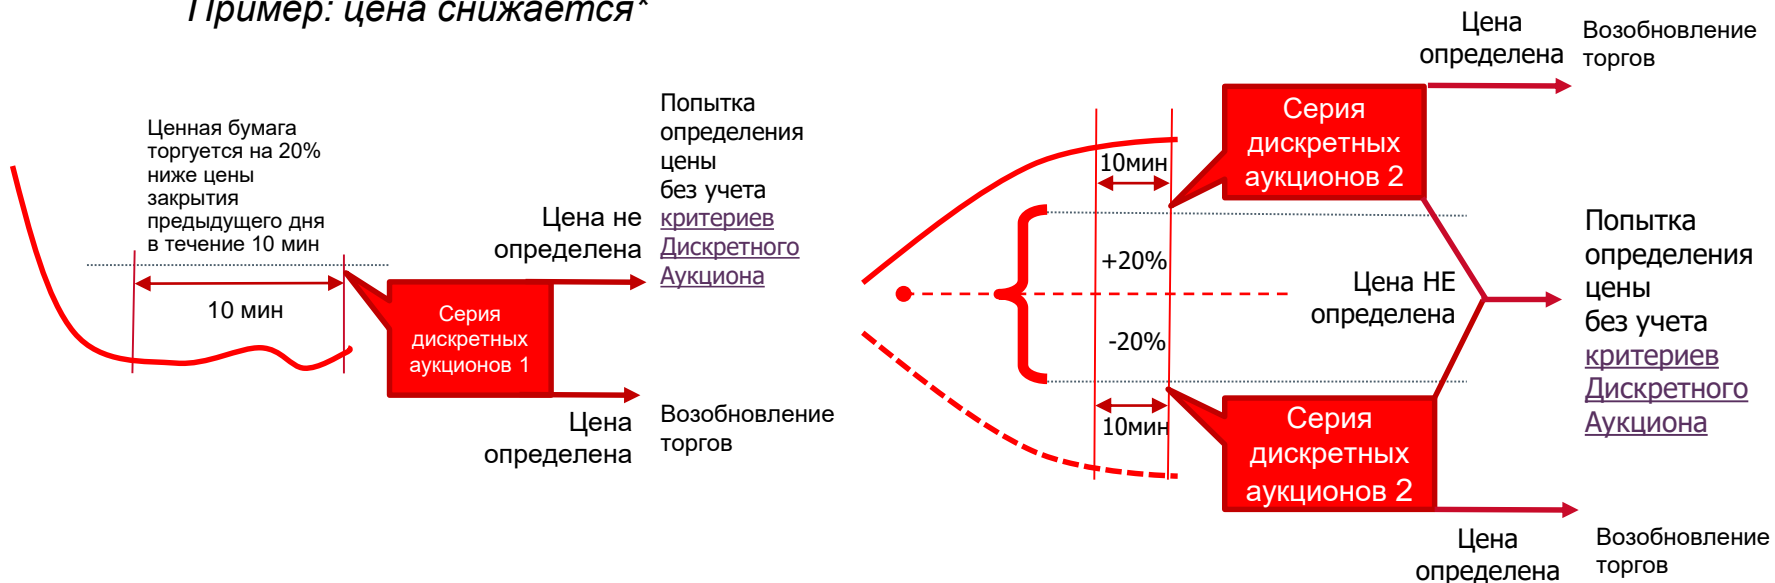 Пример: цена снижается*
Ценная бумага
торгуется на 20%
ниже цены
закрытия
предыдущего дня
в течение 10 мин
10 мин
Серия
дискретных
аукционов 1
Цена не
определена
Попытка
определения
цены
без учета
критериев
Дискретного
Аукциона
Цена
определена
Возобновление
торгов
10мин
+20%
-20%
10мин
Серия
дискретных
аукционов 2
Цена
определена
Возобновление
торгов
Цена НЕ
определена
Попытка
определения
цены
без учета
критериев
Дискретного
Аукциона
Серия
дискретных
аукционов 2
Цена
определена
Возобновление
торгов